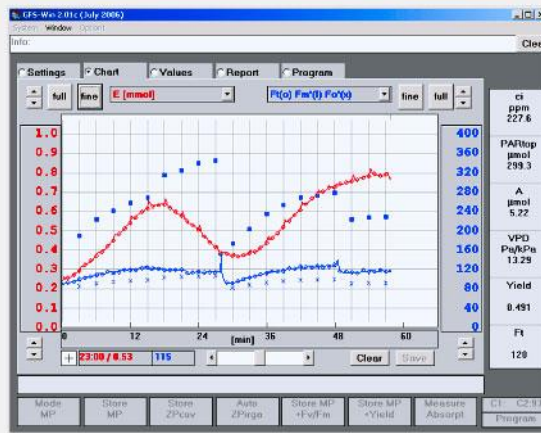 GFS-Win 2.01c (July 2006)
System Window Option!
Info:
Clear
Settings Chart Values Report Program
full fine E [mmol] Ft(o) Fm'(l) Fo'(x) fine full
1.0 400
0.9 360
0.8 320
0.7 280
0.6 240
0.5 200
0.4 160
0.3 120
0.2 80
0.1 40
0.0 0
0 12 24 [min] 36 48 60
23:00 / 0.53 115 Clear Save
ci
ppm
227.6
PARtop
µmol
299.3
A
µmol
5.22
VPD
Pa/kPa
13.29
Yield
0.491
Ft
120
Mode
MP
Store
MP
Store
ZPcuv
Auto
ZPirga
Store MP
+Fv/Fm
Store MP
+Yield
Measure
Absorpt
C1: C2:97
Program